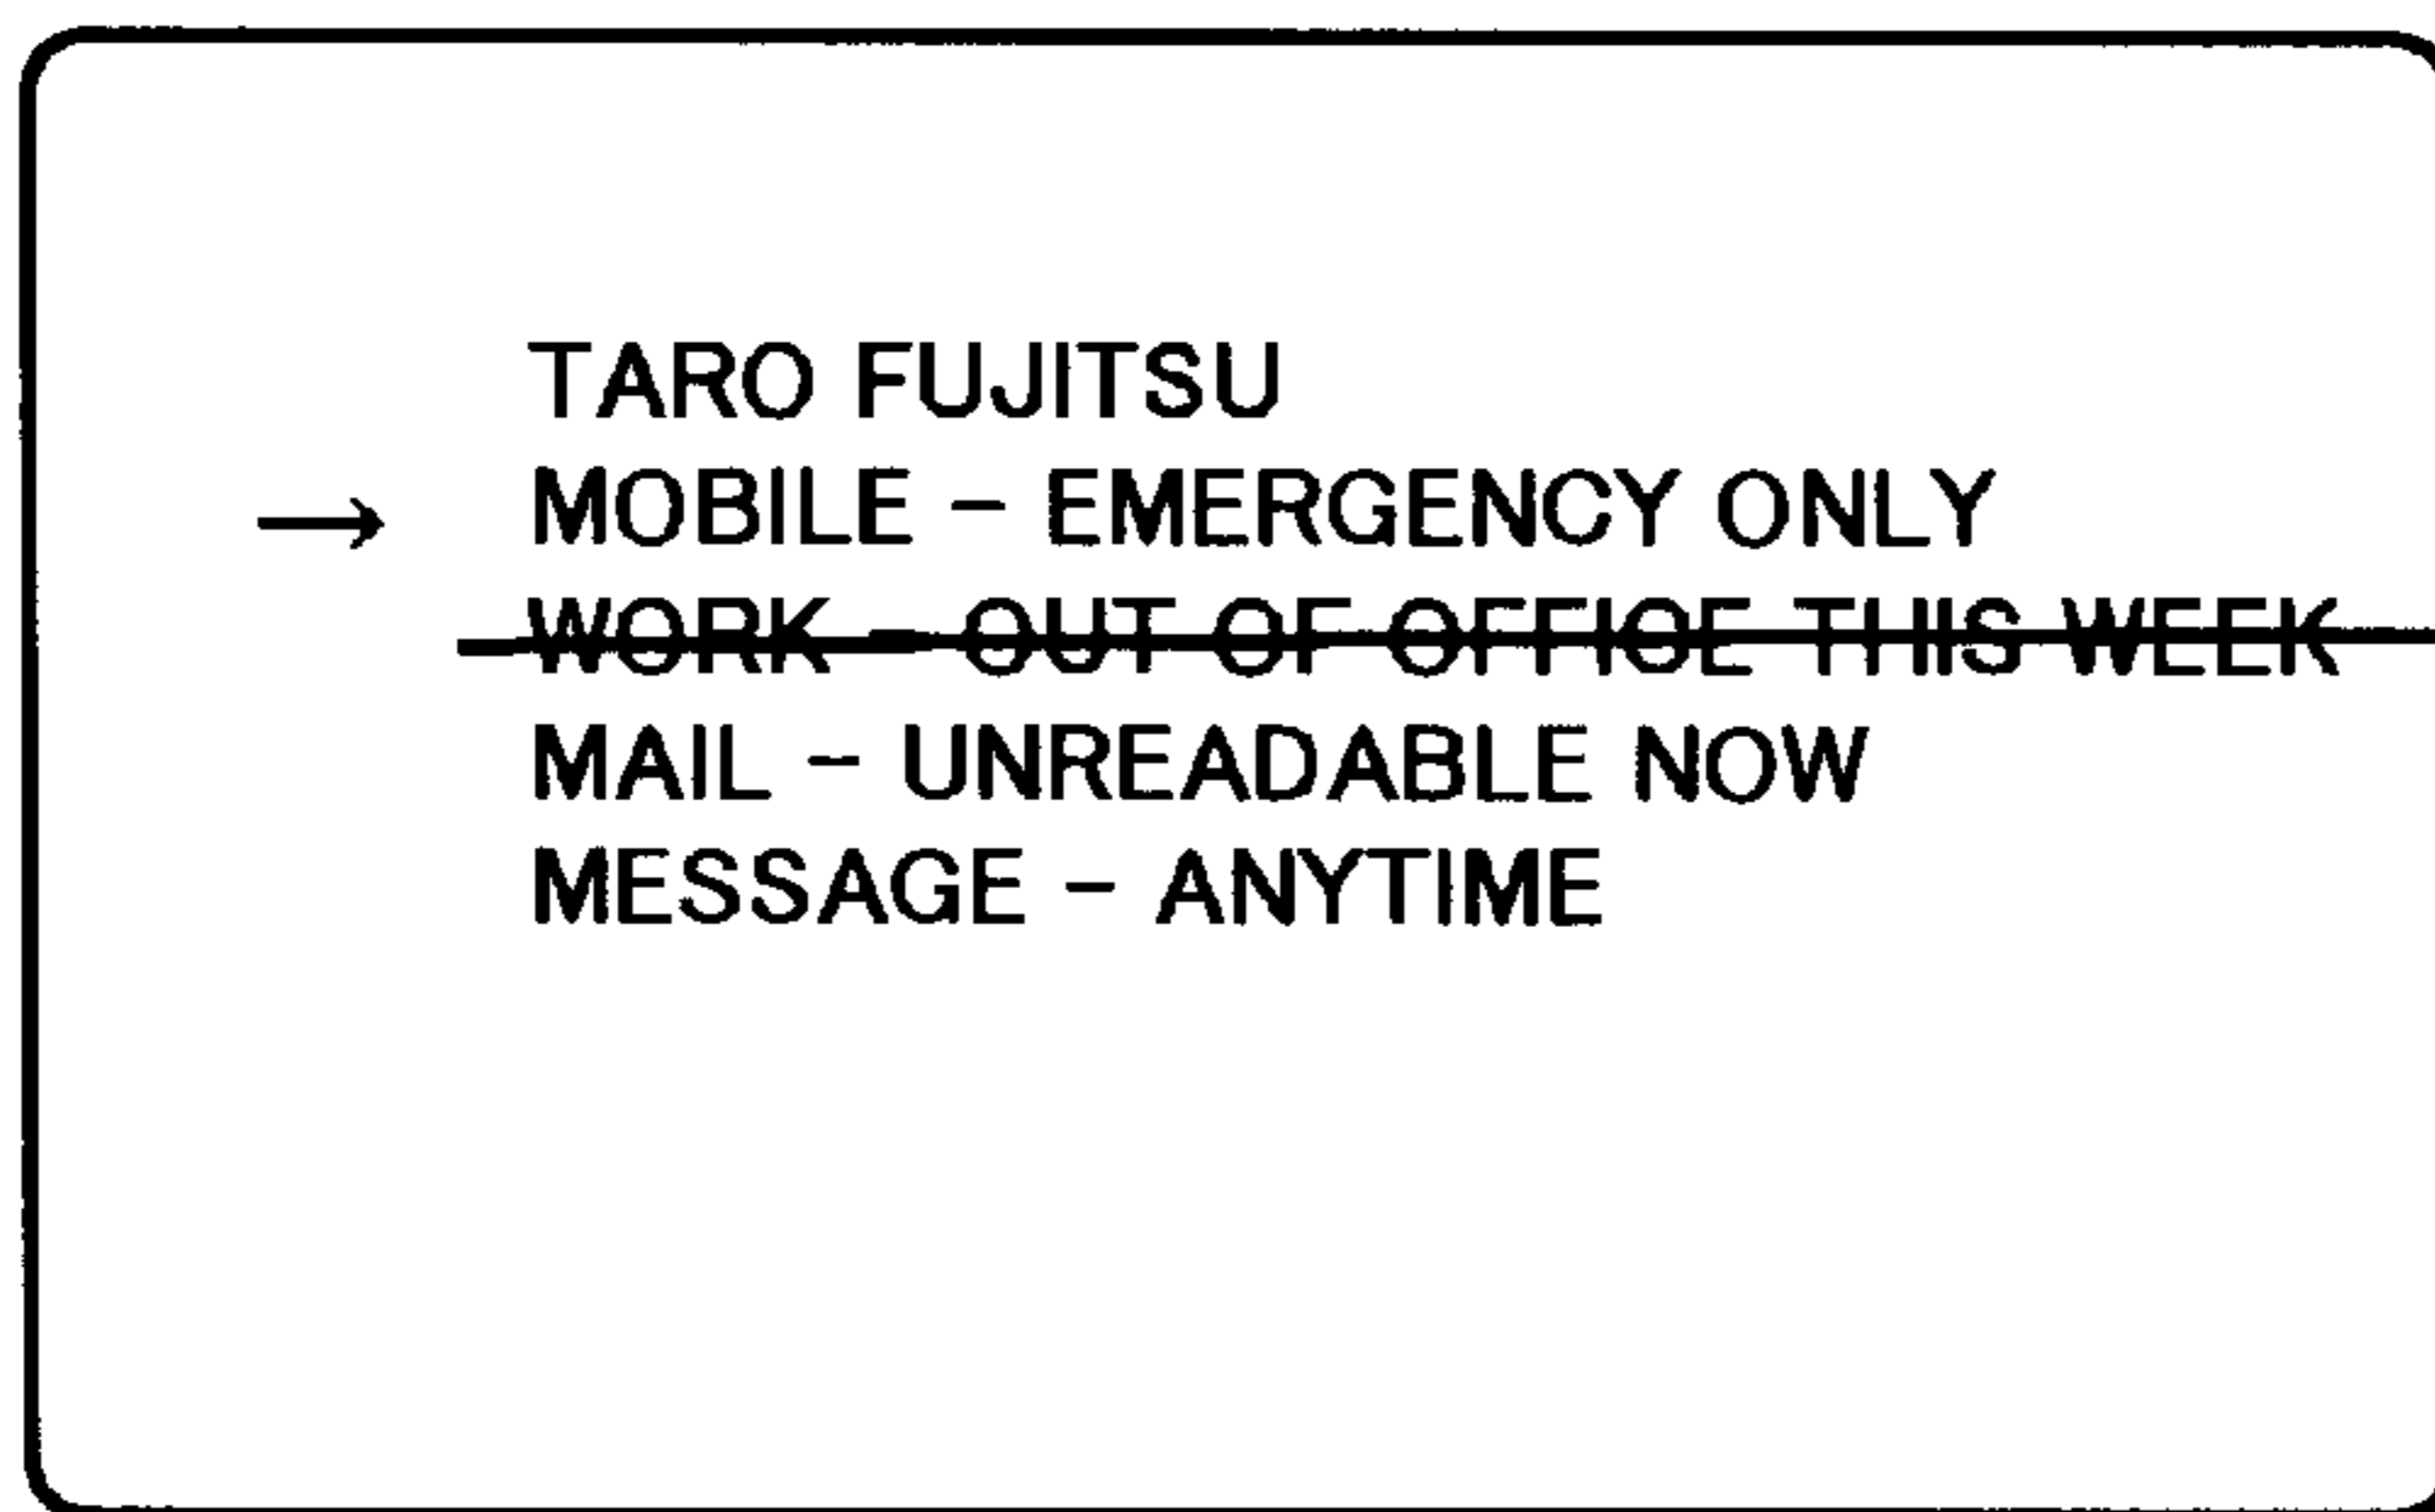 TARO FUJITSU
→ MOBILE – EMERGENCY ONLY
WORK – OUT OF OFFICE THIS WEEK
MAIL – UNREADABLE NOW
MESSAGE – ANYTIME